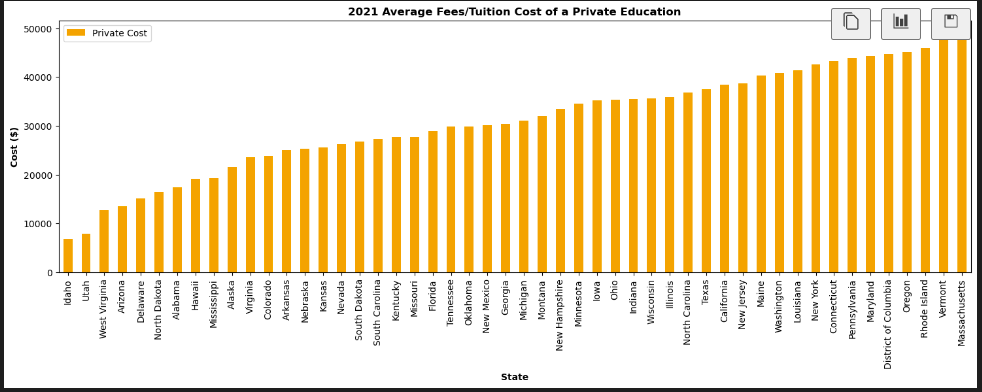 2021 Average Fees/Tuition Cost of a Private Education
Private Cost
Cost ($)
50000
40000
30000
20000
10000
0
Idaho
Utah
West Virginia
Arizona
Delaware
North Dakota
Alabama
Hawaii
Mississippi
Alaska
Virginia
Colorado
Arkansas
Nebraska
Kansas
Nevada
South Dakota
South Carolina
Kentucky
Missouri
Florida
Tennessee
Oklahoma
New Mexico
Georgia
Michigan
Montana
New Hampshire
Minnesota
Iowa
Ohio
Indiana
Wisconsin
Illinois
North Carolina
Texas
California
New Jersey
Maine
Washington
Louisiana
New York
Connecticut
Pennsylvania
Maryland
District of Columbia
Oregon
Rhode Island
Vermont
Massachusetts
State